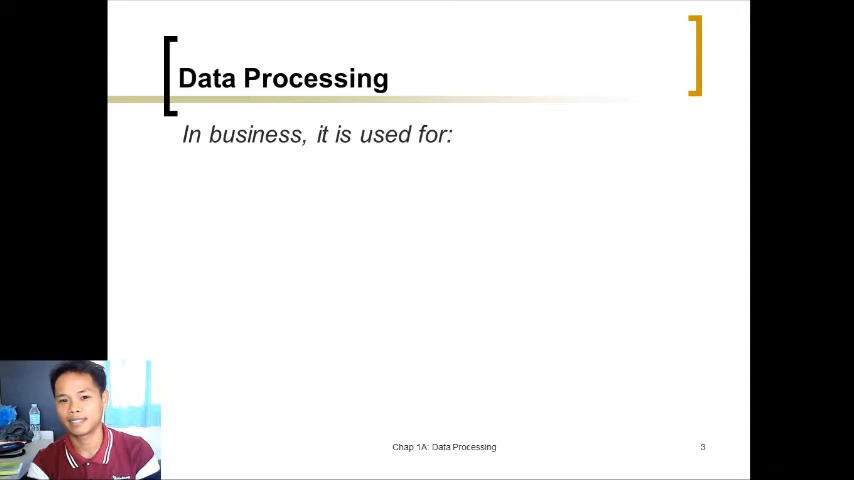 Data Processing
In business, it is used for:
Chap 1A: Data Processing
3